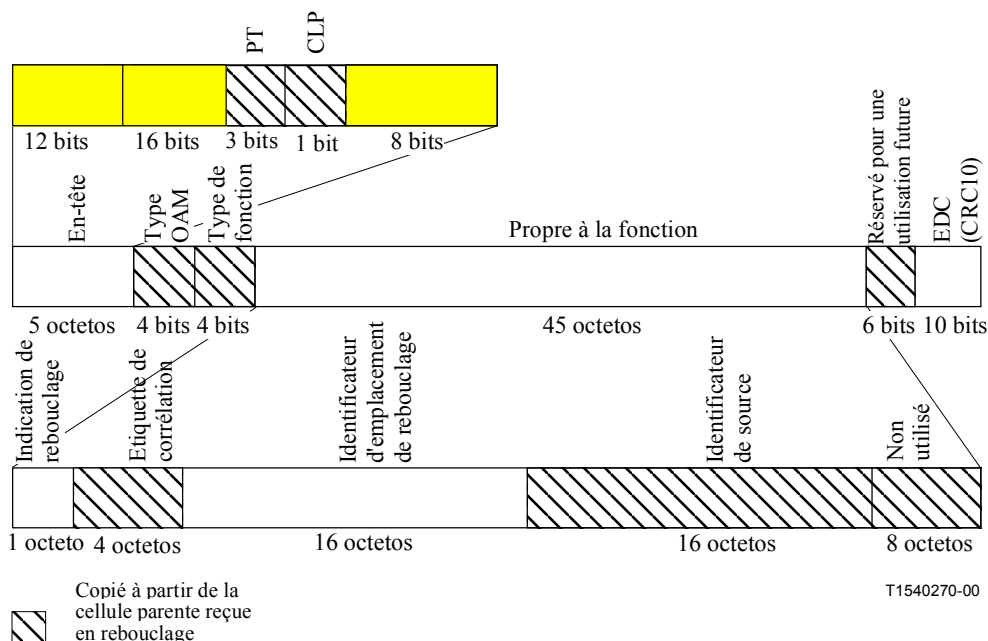 PT
CLP
12 bits
16 bits
3 bits
1 bit
8 bits
En-tête
Type
OAM
Type de
fonction
Propre à la fonction
Réservé pour une
utilisation future
EDC
(CRC10)
5 octetos
4 bits
4 bits
45 octetos
6 bits
10 bits
Indication de
rebouclage
Etiquette de
corrélation
Identificateur
d'emplacement
de rebouclage
Identificateur
de source
Non
utilisé
1 octeto
4 octetos
16 octetos
16 octetos
8 octetos
Copié à partir de la
cellule parente reçue
en rebouclage
T1540270-00